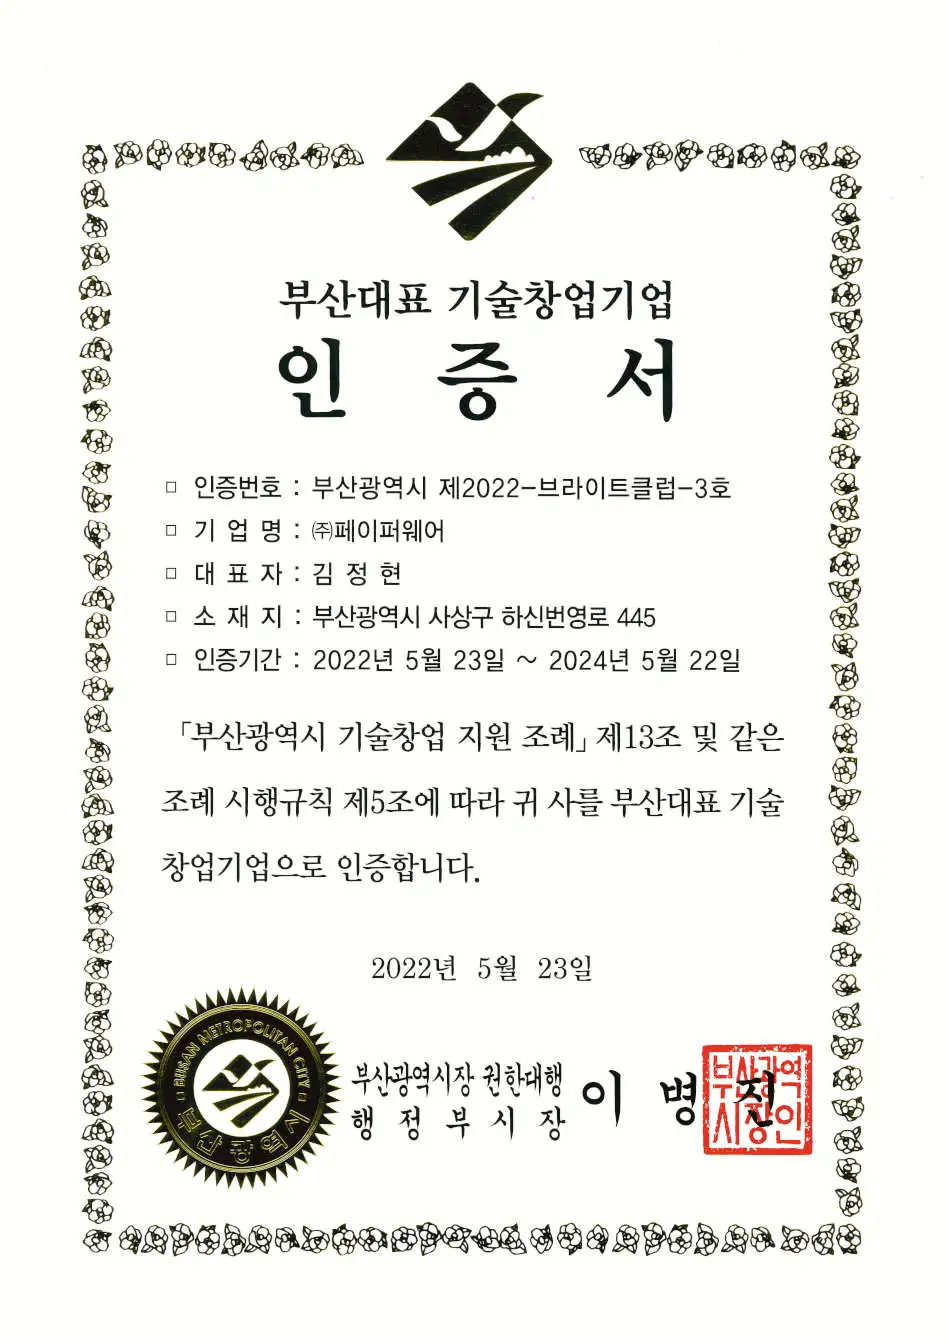 부산대표 기술창업기업
인 증 서
□ 인증번호 : 부산광역시 제2022-브라이트클럽-3호
□ 기 업 명 : ㈜페이퍼웨어
□ 대 표 자 : 김 정 현
□ 소 재 지 : 부산광역시 사상구 하신번영로 445
□ 인증기간 : 2022년 5월 23일 ~ 2024년 5월 22일
「부산광역시 기술창업 지원 조례」 제13조 및 같은
조례 시행규칙 제5조에 따라 귀 사를 부산대표 기술
창업기업으로 인증합니다.
2022년 5월 23일
BUSAN METROPOLITAN CITY
부산광역시
부산광역시장 권한대행
행 정 부 시 장
이 병 진
부산광역
시장인